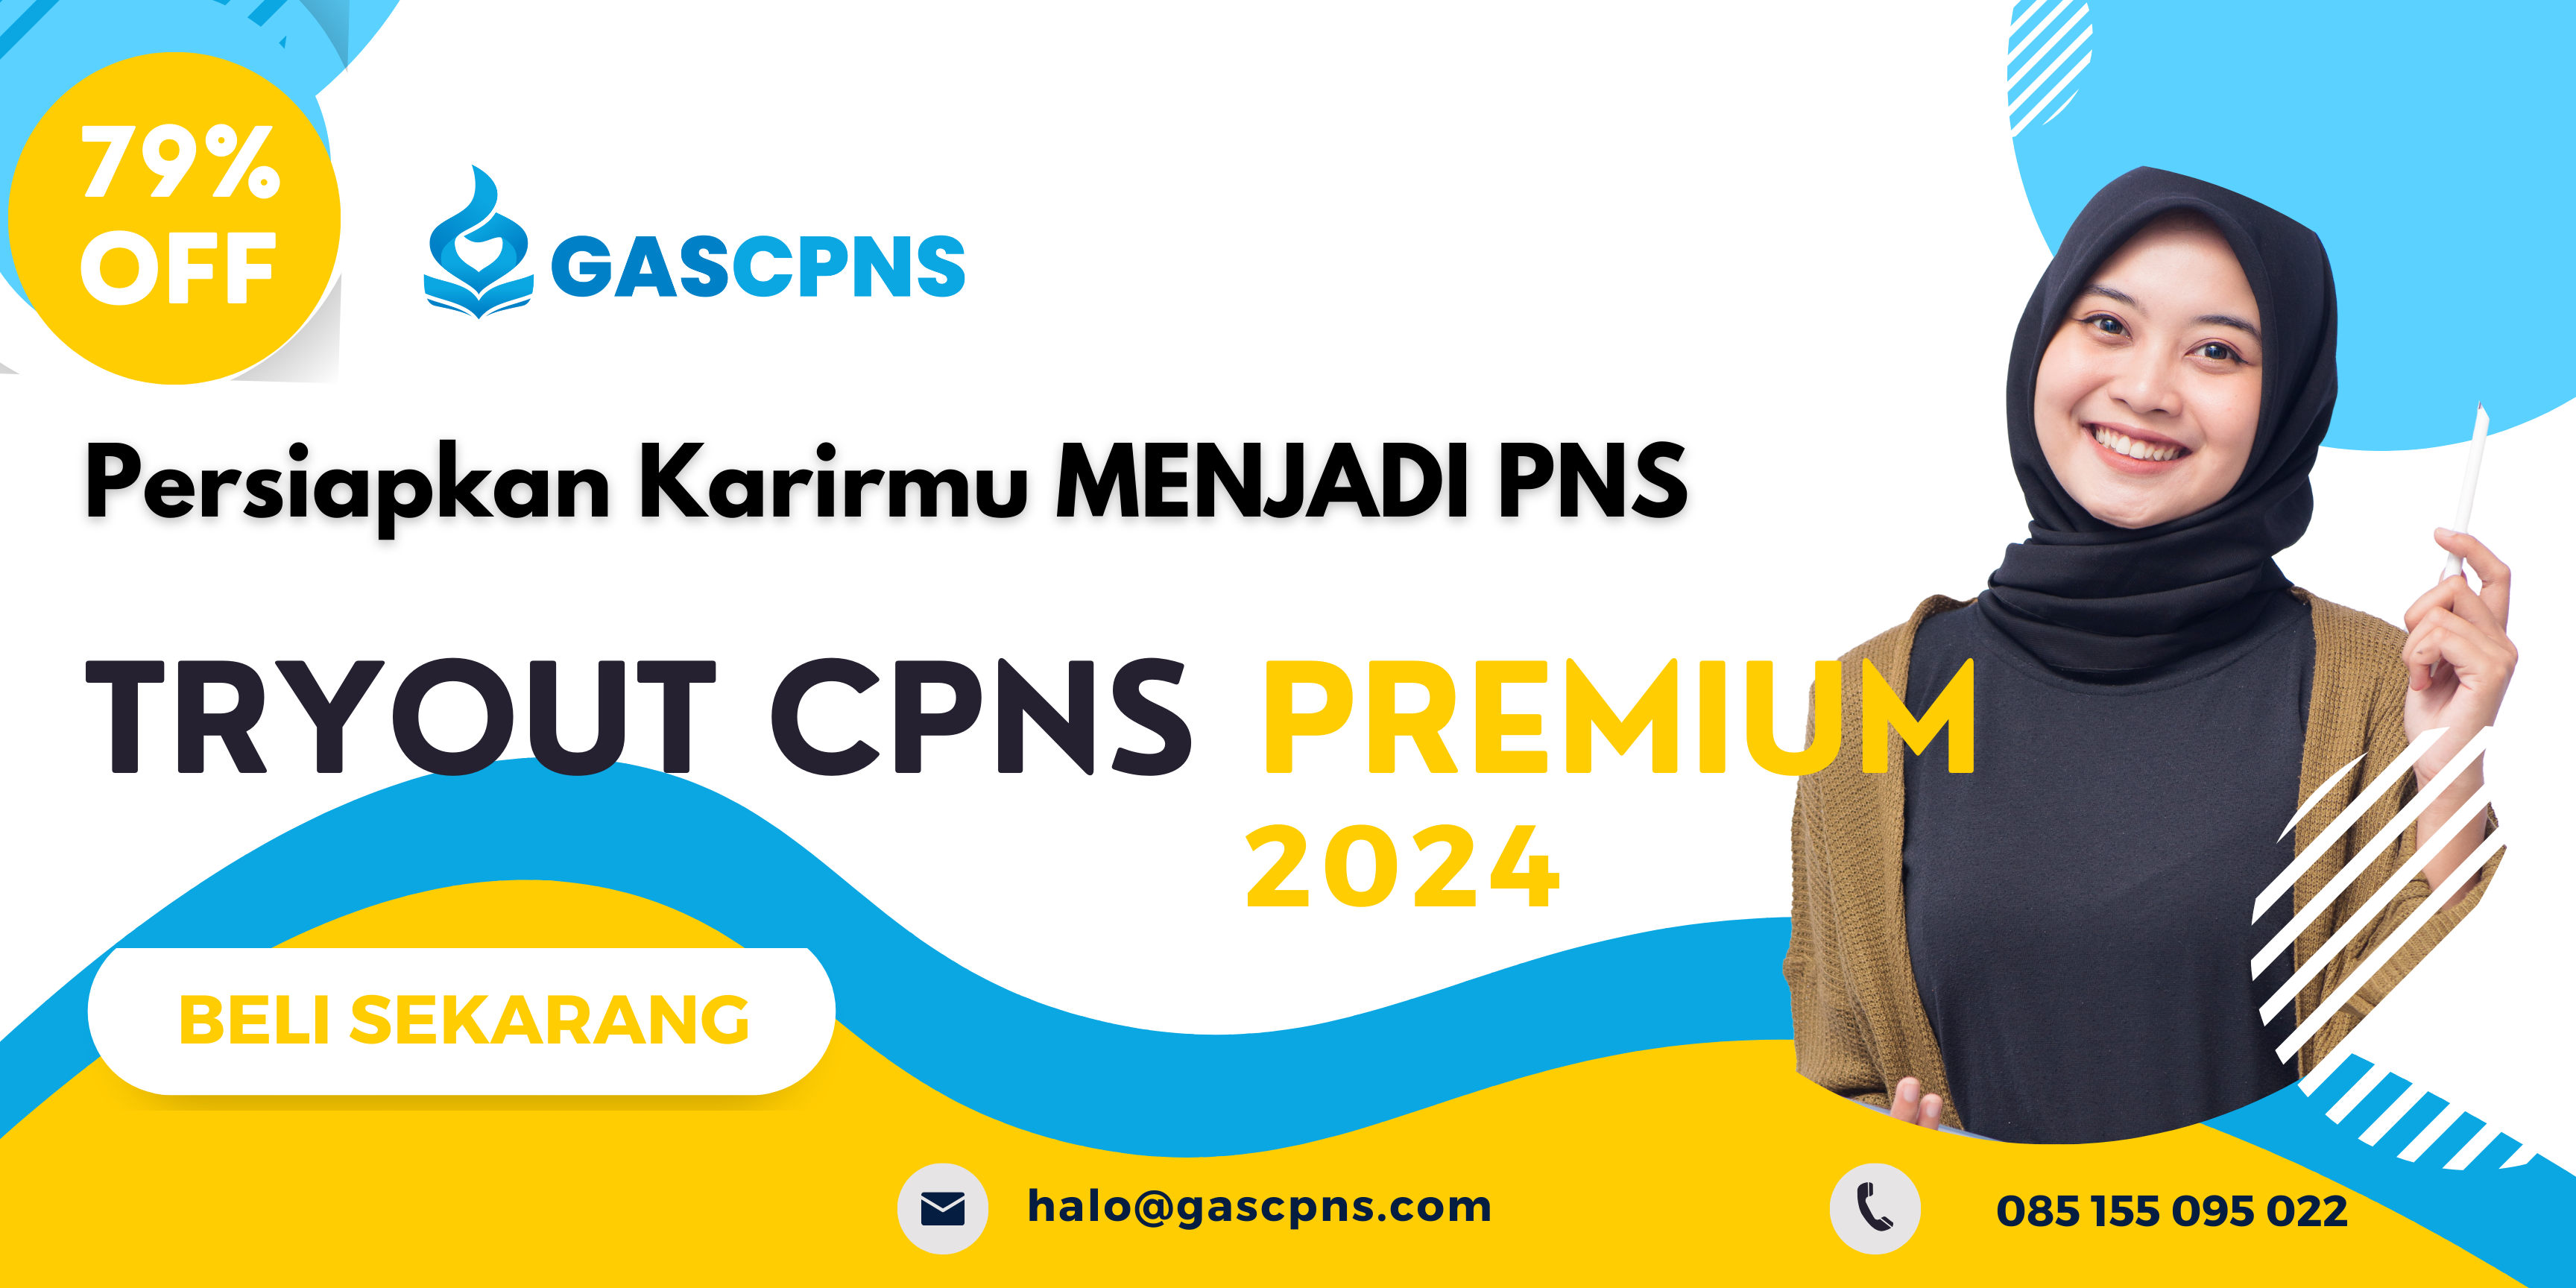 79%
OFF
GASCPNS
Persiapkan Karirmu MENJADI PNS
TRYOUT CPNS PREMIUM
2024
BELI SEKARANG
halo@gascpns.com
085 155 095 022